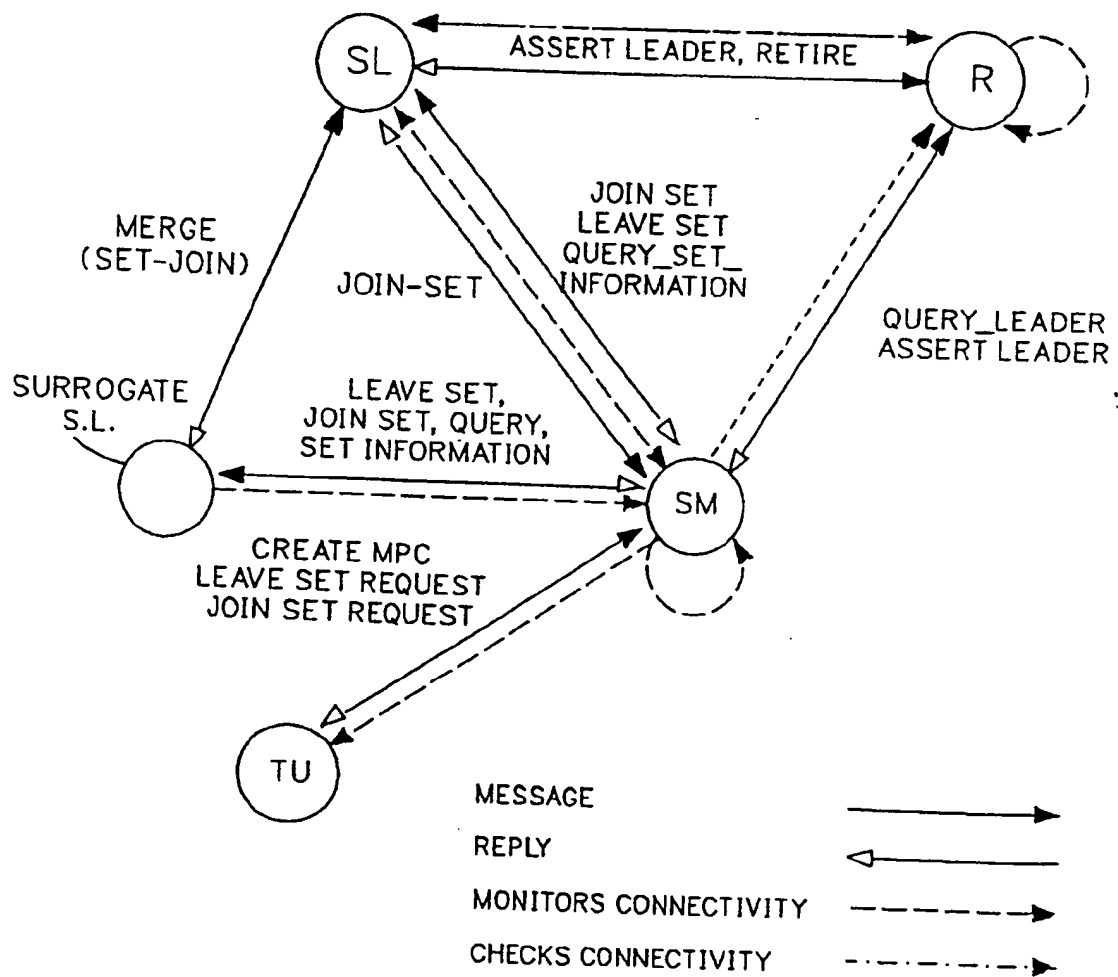 SL
ASSERT LEADER, RETIRE
R
MERGE
(SET-JOIN)
JOIN-SET
JOIN SET
LEAVE SET
QUERY_SET_
INFORMATION
QUERY_LEADER
ASSERT LEADER
SURROGATE
S.L.
LEAVE SET,
JOIN SET, QUERY,
SET INFORMATION
SM
CREATE MPC
LEAVE SET REQUEST
JOIN SET REQUEST
TU
MESSAGE
REPLY
MONITORS CONNECTIVITY
CHECKS CONNECTIVITY